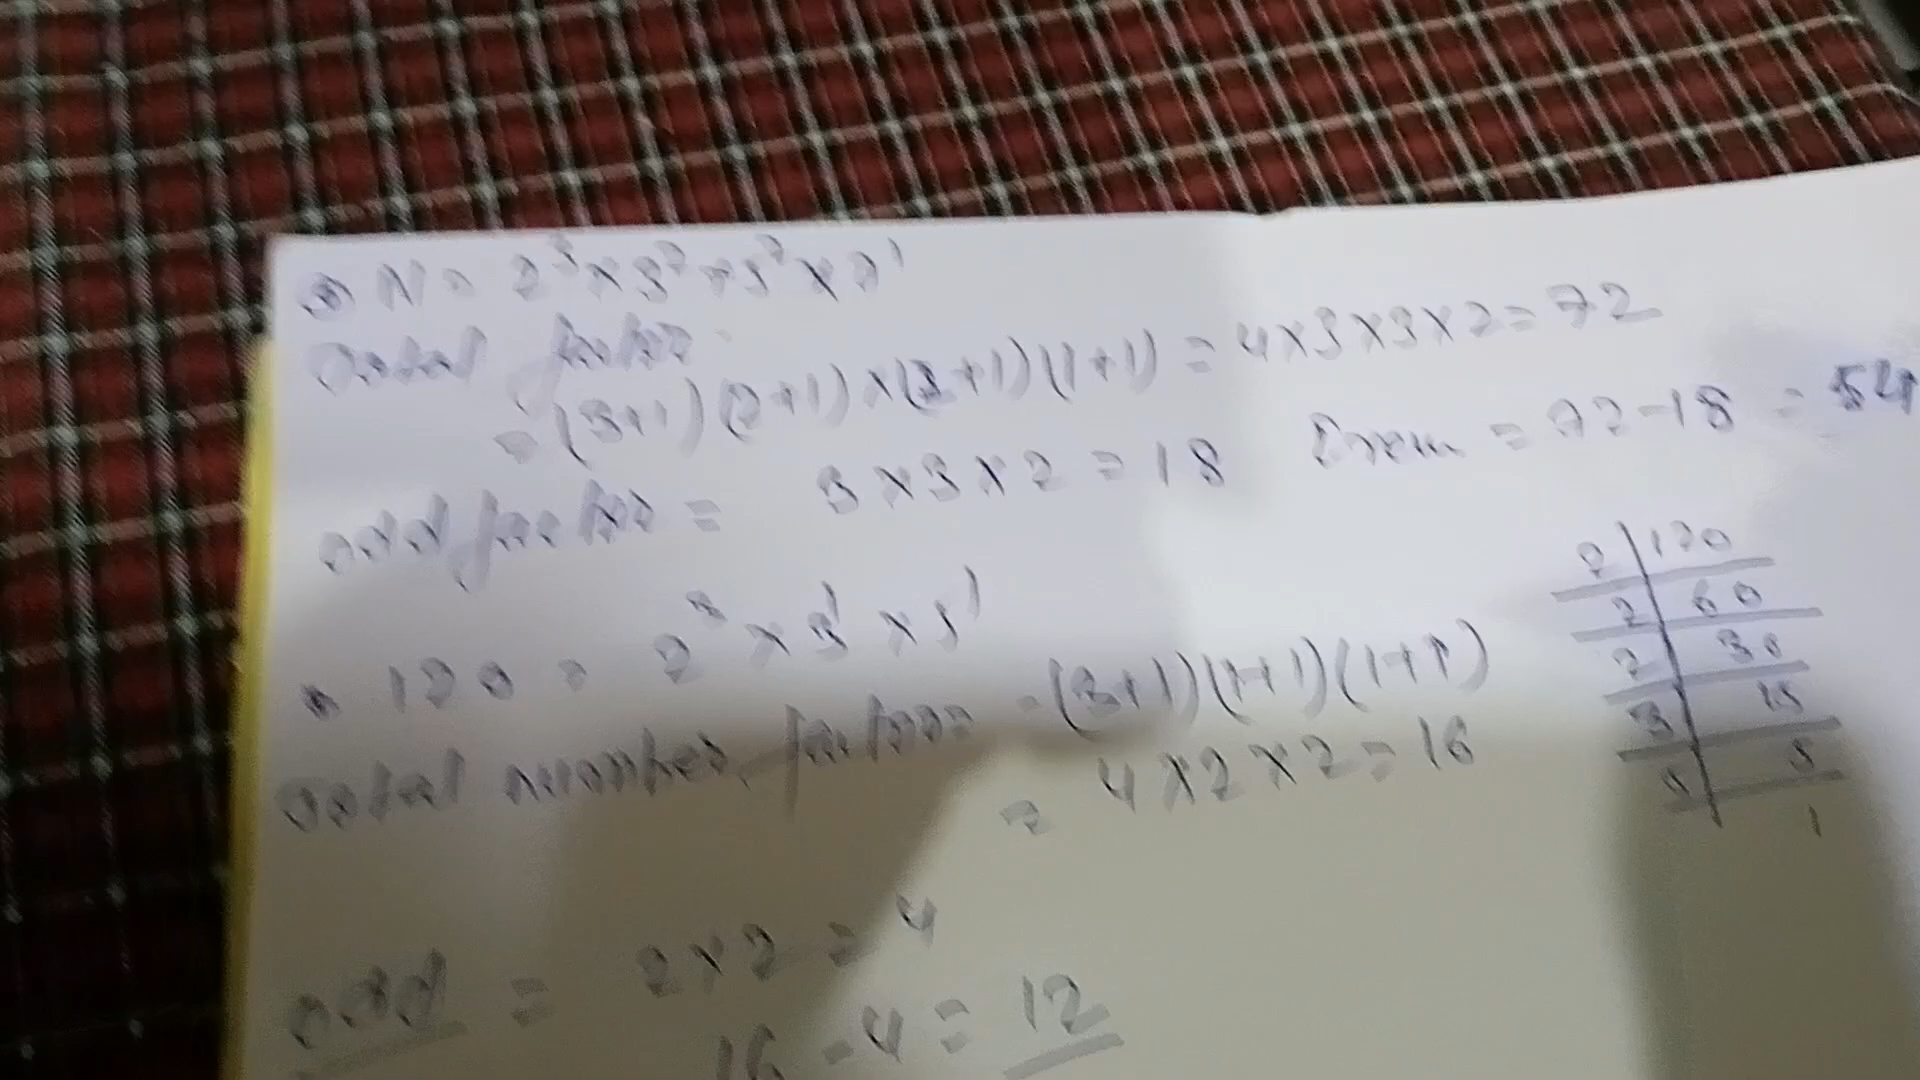 N = 2³ × 3² × 5² × 7¹
total factor
= (3+1) (2+1) × (2+1) (1+1) = 4×3×3×2 = 72
odd factor = 3×3×2 = 18 Even = 72-18 = 54
120 = 2³ × 3¹ × 5¹
total number factor = (3+1)(1+1)(1+1)
= 4×2×2 = 16
2 | 120
2 | 60
2 | 30
3 | 15
5 | 5
1
odd = 2×2 = 4
16 - 4 = 12